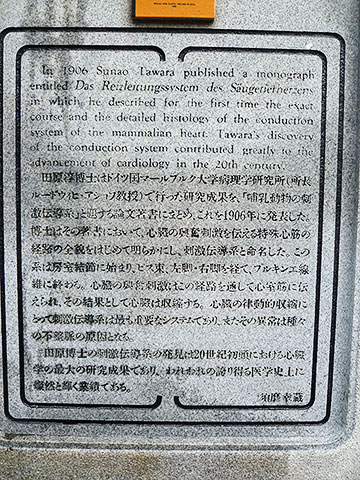 In 1906 Sunao Tawara published a monograph
entitled Das Reizleitungssystem des Säugetierherzens
in which he described for the first time the exact
course and the detailed histology of the conduction
system of the mammalian heart. Tawara's discovery
of the conduction system contributed greatly to the
advancement of cardiology in the 20th century.
田原淳博士はドイツ国マールブルク大学病理学研究所(所長
ルードウィヒ・アショフ教授)で行った研究成果を、「哺乳動物の刺
激伝導系」と題する論文著書にまとめ、これを1906年に発表した。
博士はその著書において、心臓の興奮刺激を伝える特殊心筋の
経路の全貌をはじめて明らかにし、刺激伝導系と命名した。この
系は房室結節に始まり、ヒス束、左脚・右脚を経て、プルキンエ線
維に終わる。心臓の興奮刺激はこの経路を通して心室筋に伝
えられ、その結果として心臓は収縮する。心臓の律動的収縮に
とって刺激伝導系は最も重要なシステムであり、またその異常は種々
の不整脈の原因となる。
田原博士の刺激伝導系の発見は20世紀初頭における心臓
学の最大の研究成果であり、われわれの誇り得る医学史上に
燦然と輝く業績である。
須磨幸蔵